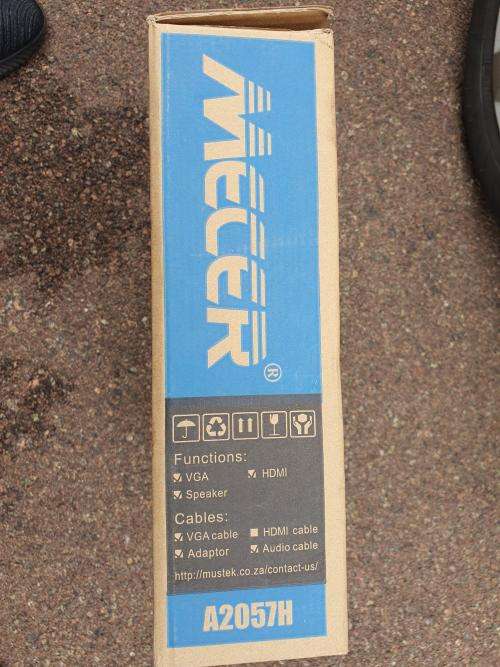 MECER®
Functions:
VGA HDMI
Speaker
Cables:
VGA cable HDMI cable
Adaptor Audio cable
http://mustek.co.za/contact-us/
A2057H